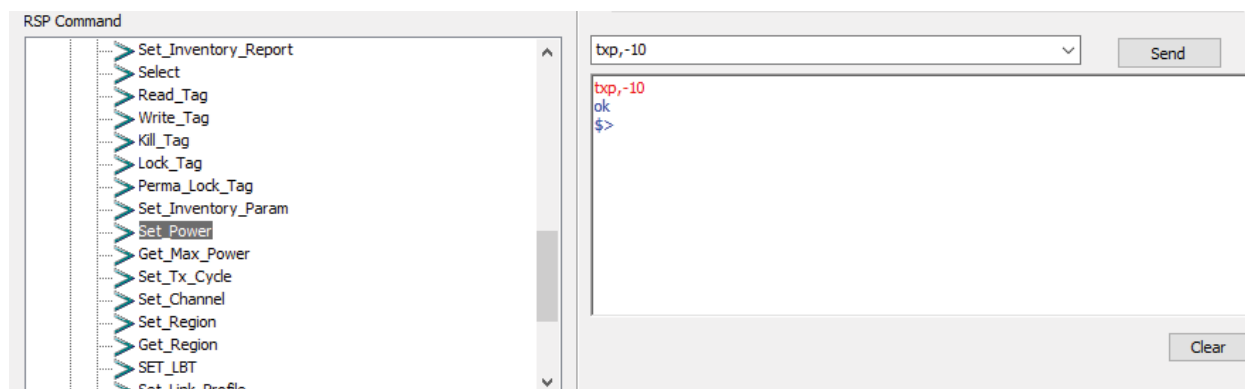 RSP Command
Set_Inventory_Report
Select
Read_Tag
Write_Tag
Kill_Tag
Lock_Tag
Perma_Lock_Tag
Set_Inventory_Param
Set_Power
Get_Max_Power
Set_Tx_Cycle
Set_Channel
Set_Region
Get_Region
SET_LBT
Set_Link_Profile
txp,-10
Send
txp,-10
ok
$>
Clear